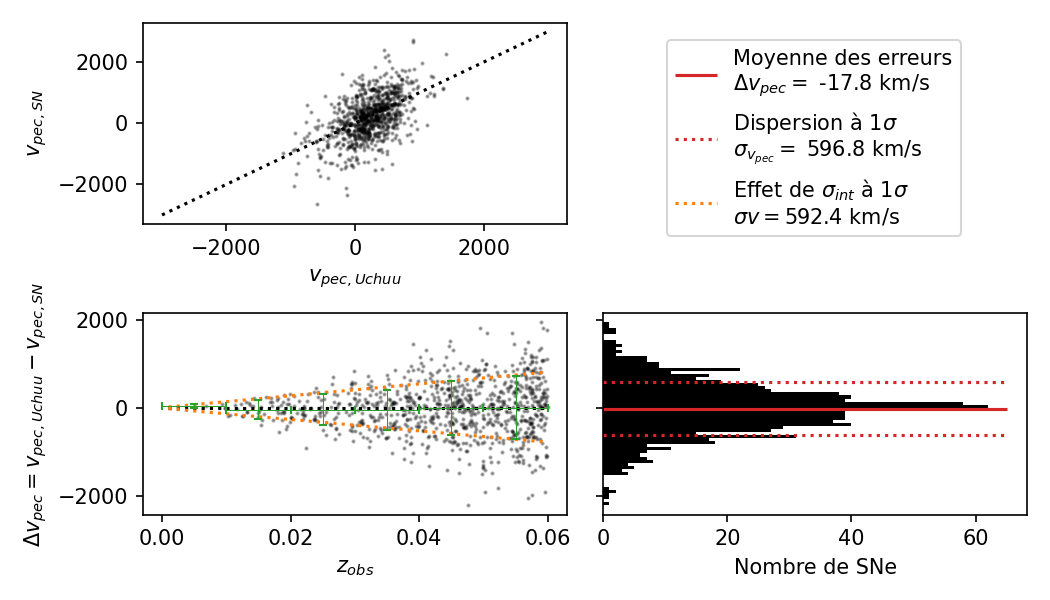 2000
0
−2000
v_{pec, SN}
−2000 0 2000
v_{pec, Uchuu}
Moyenne des erreurs
Δv_{pec} = -17.8 km/s
Dispersion à 1σ
σ_{v_{pec}} = 596.8 km/s
Effet de σ_{int} à 1σ
σv = 592.4 km/s
2000
0
−2000
Δv_{pec} = v_{pec, Uchuu} − v_{pec, SN}
0.00 0.02 0.04 0.06
z_{obs}
0 20 40 60
Nombre de SNe